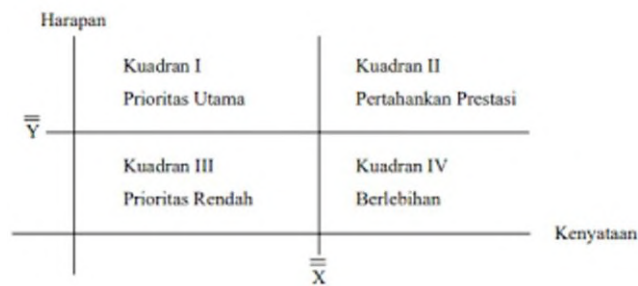 Harapan
Kuadran I
Prioritas Utama
Kuadran II
Pertahankan Prestasi
Y
Kuadran III
Prioritas Rendah
Kuadran IV
Berlebihan
Kenyataan
X